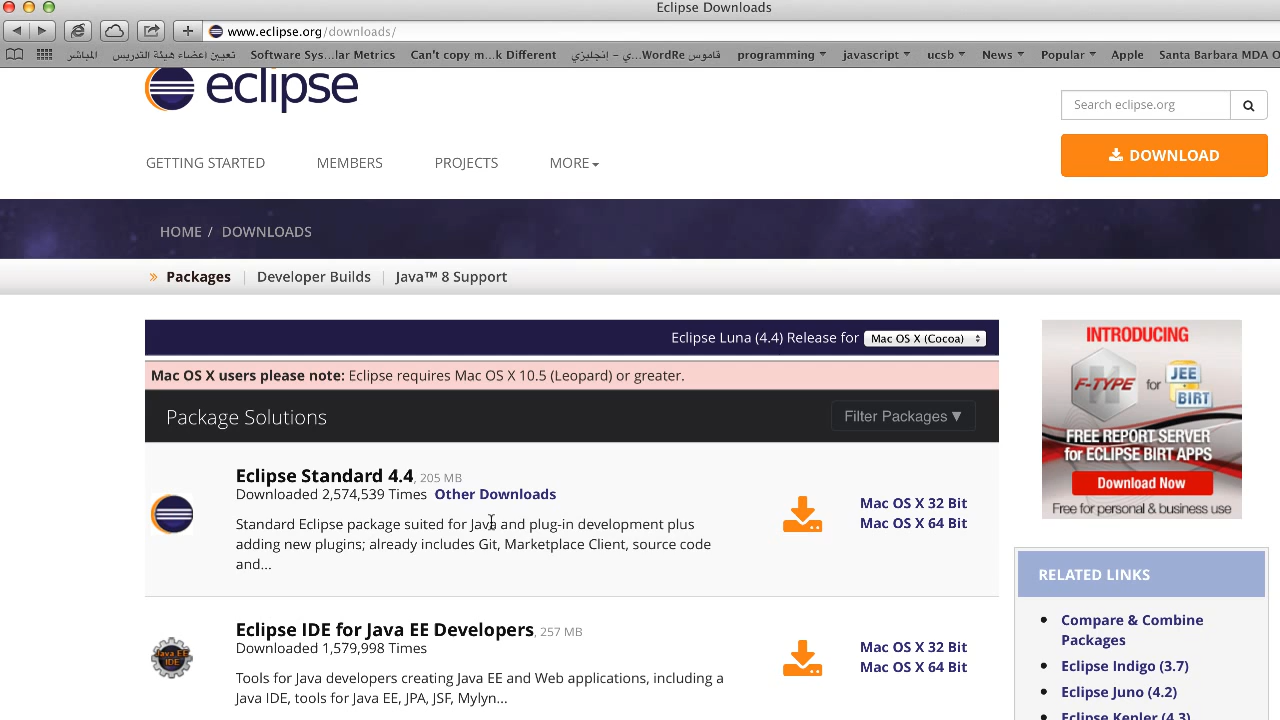 Eclipse Downloads
www.eclipse.org/downloads/
المباشر تعيين اعضاء هيئة التدريس Software Sys...lar Metrics Can't copy m...k Different قاموس WordRe...ي - إنجليزي programming javascript ucsb News Popular Apple Santa Barbara MDA O
eclipse
Search eclipse.org
DOWNLOAD
GETTING STARTED MEMBERS PROJECTS MORE
HOME / DOWNLOADS
» Packages Developer Builds Java™ 8 Support
Eclipse Luna (4.4) Release for Mac OS X (Cocoa)
Mac OS X users please note: Eclipse requires Mac OS X 10.5 (Leopard) or greater.
Package Solutions Filter Packages ▼
Eclipse Standard 4.4, 205 MB
Downloaded 2,574,539 Times Other Downloads
Standard Eclipse package suited for Java and plug-in development plus
adding new plugins; already includes Git, Marketplace Client, source code
and...
Mac OS X 32 Bit
Mac OS X 64 Bit
Java EE
IDE
Eclipse IDE for Java EE Developers, 257 MB
Downloaded 1,579,998 Times
Tools for Java developers creating Java EE and Web applications, including a
Java IDE, tools for Java EE, JPA, JSF, Mylyn...
Mac OS X 32 Bit
Mac OS X 64 Bit
INTRODUCING
F-TYPE for JEE
BIRT
FREE REPORT SERVER
for ECLIPSE BIRT APPS
Download Now
Free for personal & business use
RELATED LINKS
Compare & Combine
Packages
Eclipse Indigo (3.7)
Eclipse Juno (4.2)
Eclipse Kepler (4.3)